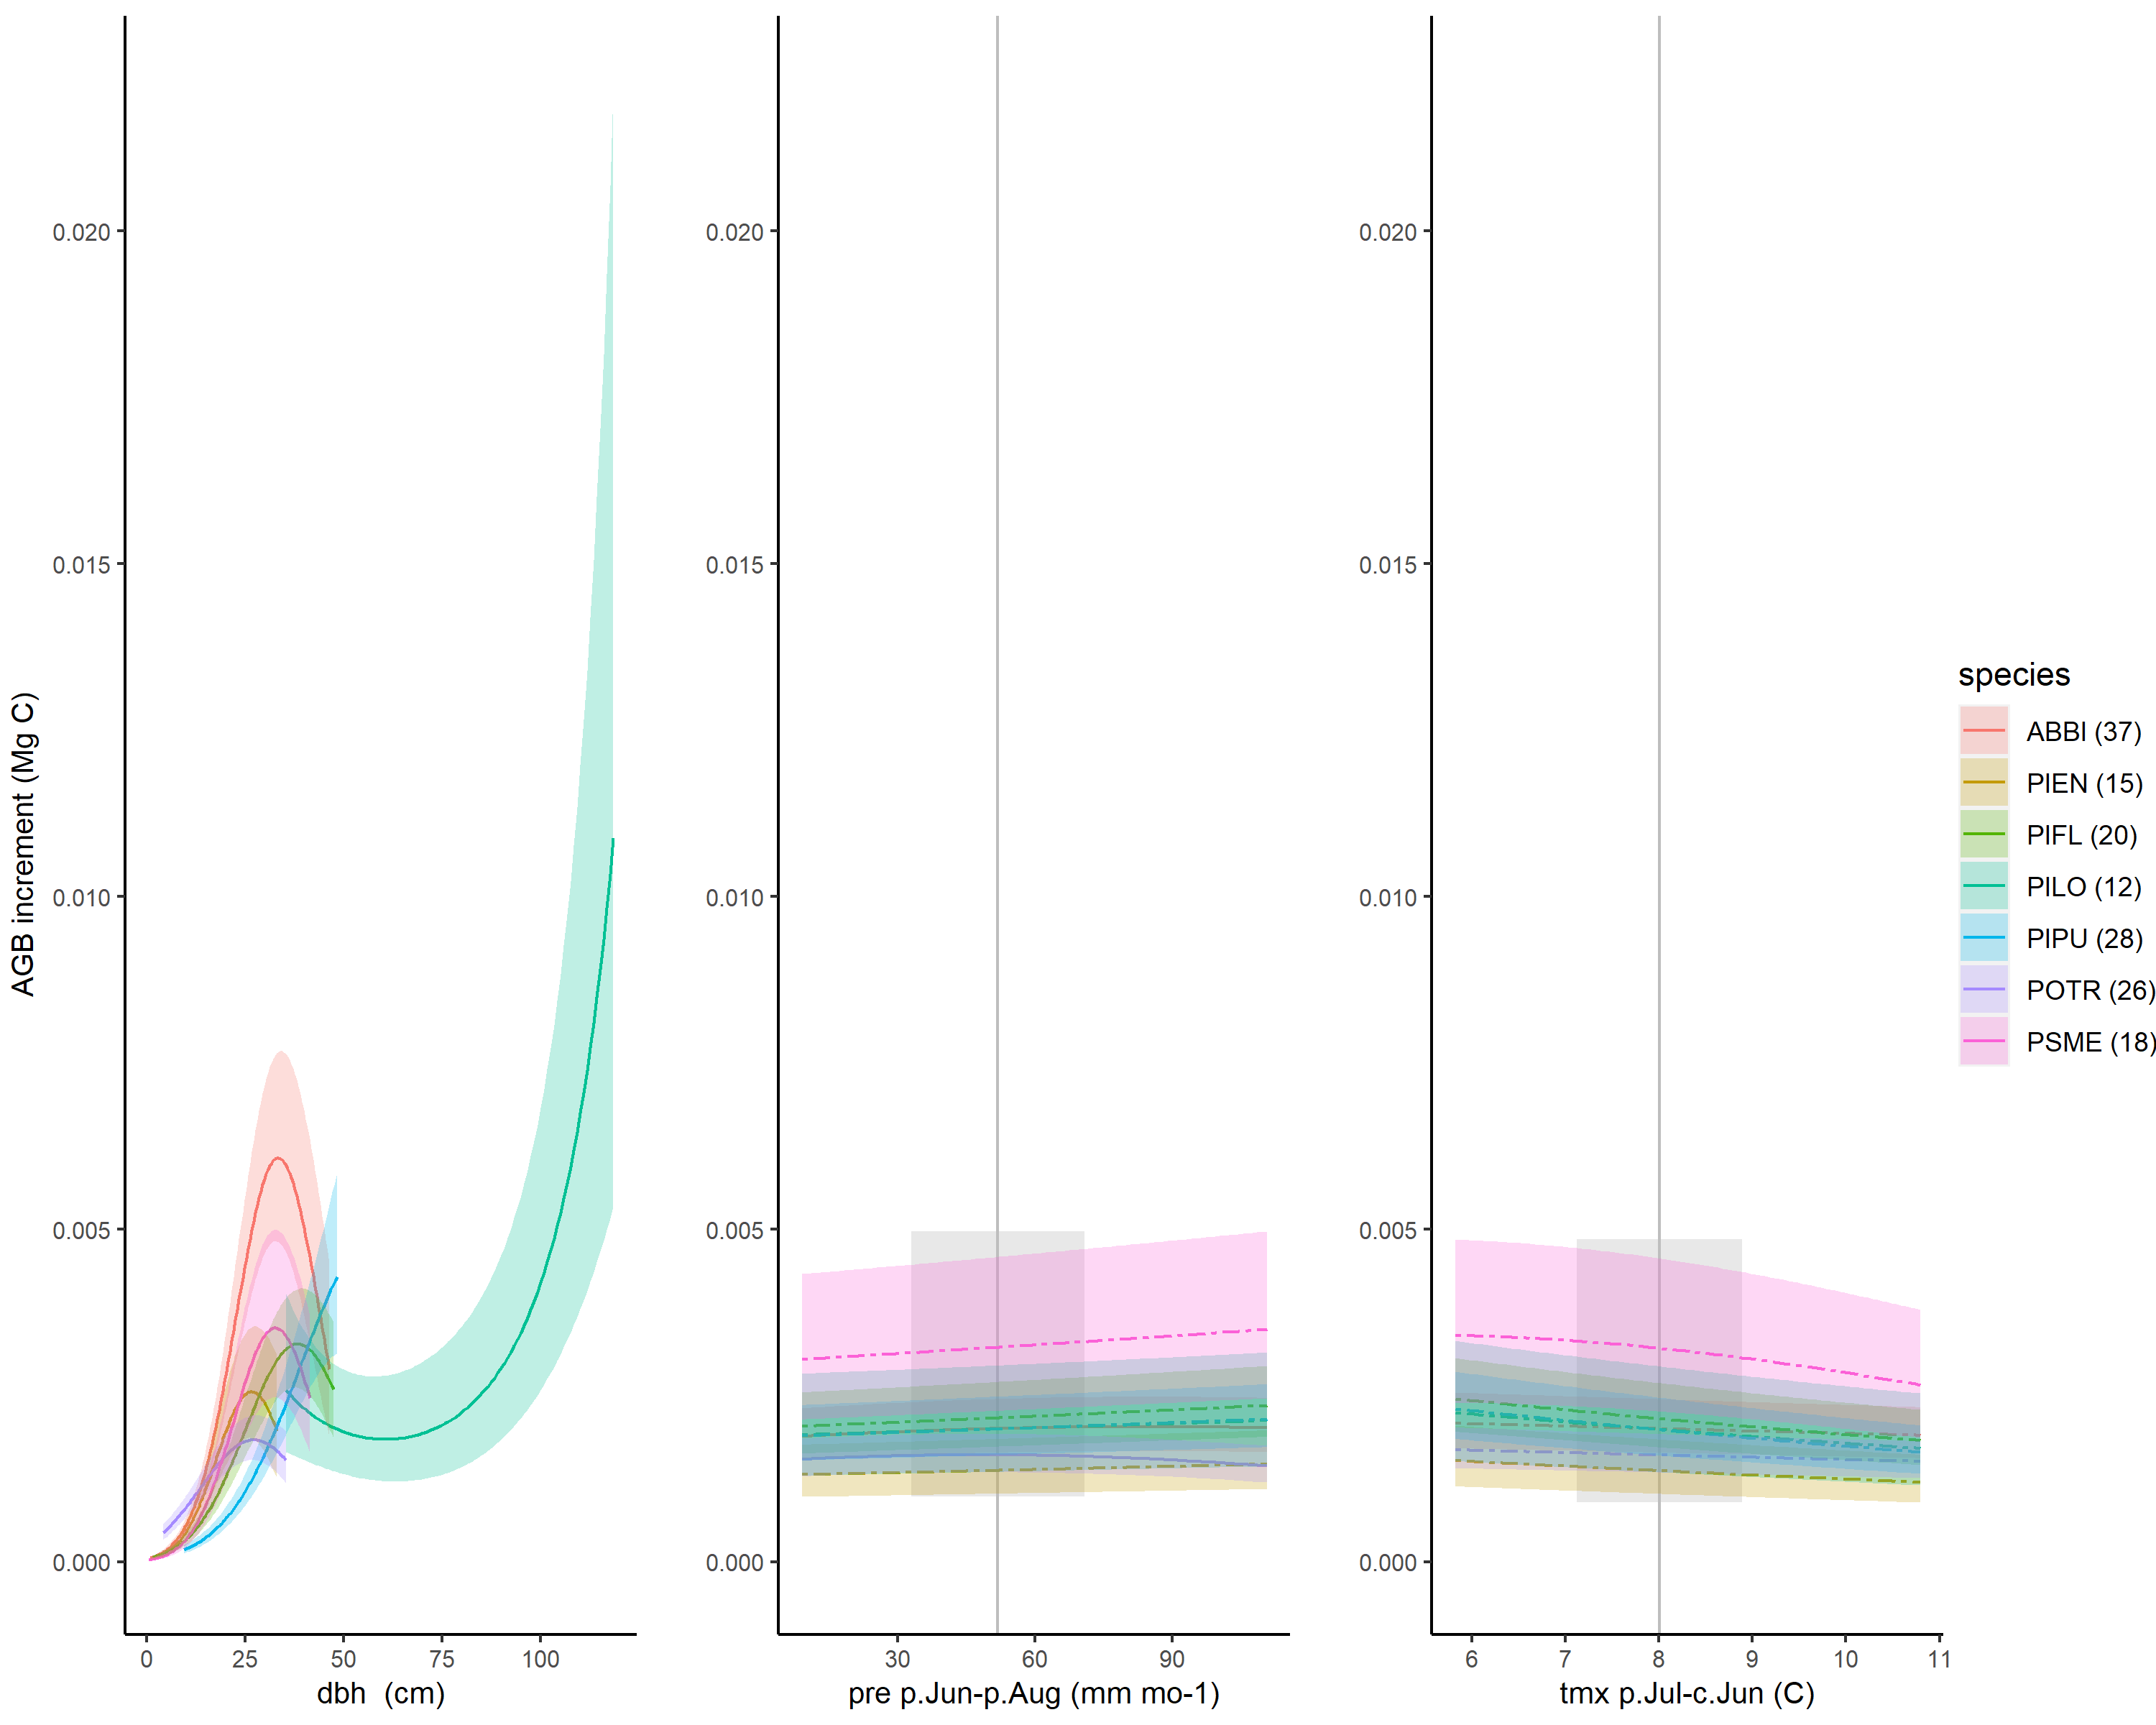 AGB increment (Mg C)
0.020
0.015
0.010
0.005
0.000
0 25 50 75 100
dbh  (cm)
0.020
0.015
0.010
0.005
0.000
30 60 90
pre p.Jun-p.Aug (mm mo-1)
0.020
0.015
0.010
0.005
0.000
6 7 8 9 10 11
tmx p.Jul-c.Jun (C)
species
ABBI (37)
PIEN (15)
PIFL (20)
PILO (12)
PIPU (28)
POTR (26)
PSME (18)